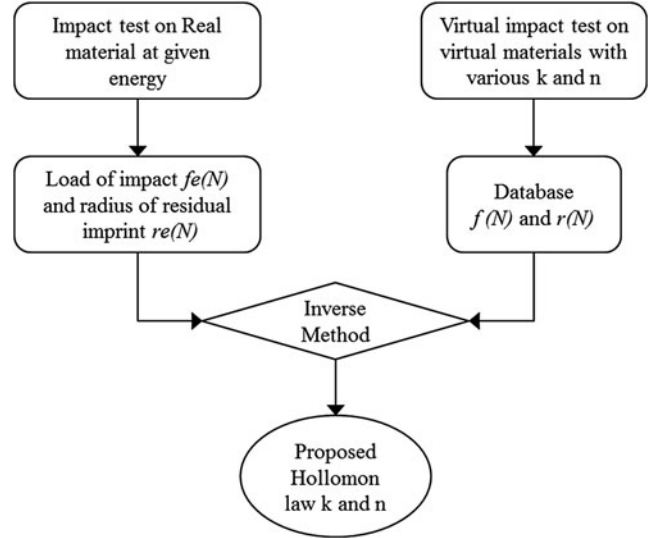 Impact test on Real
material at given
energy
Virtual impact test on
virtual materials with
various k and n
Load of impact fe(N)
and radius of residual
imprint re(N)
Database
f(N) and r(N)
Inverse
Method
Proposed
Hollomon
law k and n